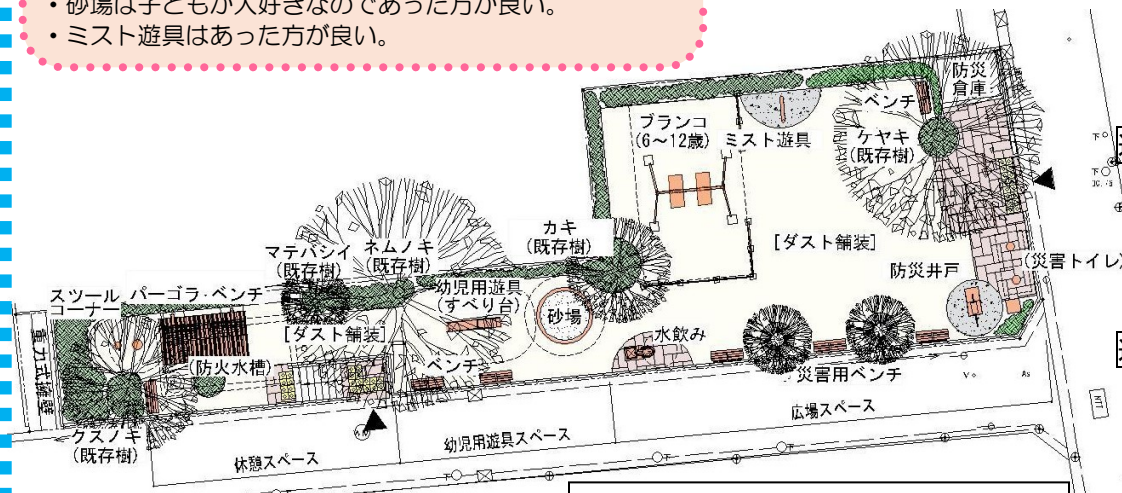 ・砂場は子どもが大好きなのであった方が良い。
・ミスト遊具はあった方が良い。
防災
倉庫
ベンチ
ブランコ
(6～12歳)
ミスト遊具
ケヤキ
(既存樹)
カキ
(既存樹)
[ダスト舗装]
マテバシイ
(既存樹)
ネムノキ
(既存樹)
防災井戸
(災害トイレ)
スツール
コーナー
パーゴラ・ベンチ
幼児用遊具
(すべり台)
砂場
[ダスト舗装]
水飲み
重力式擁壁
(防火水槽)
ベンチ
災害用ベンチ
クスノキ
(既存樹)
休憩スペース
幼児用遊具スペース
広場スペース
As
NTT